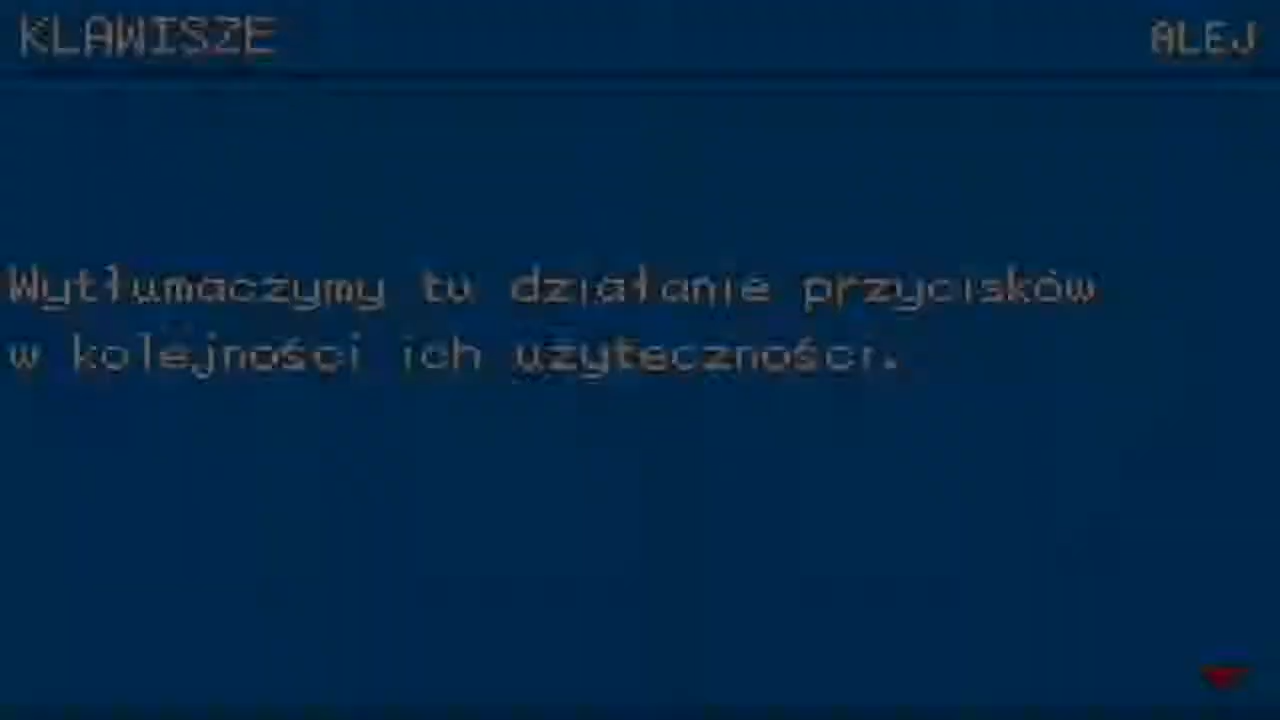 KLAWISZE ALEJ
Wytłumaczymy tu działanie przycisków
w kolejności ich użyteczności.